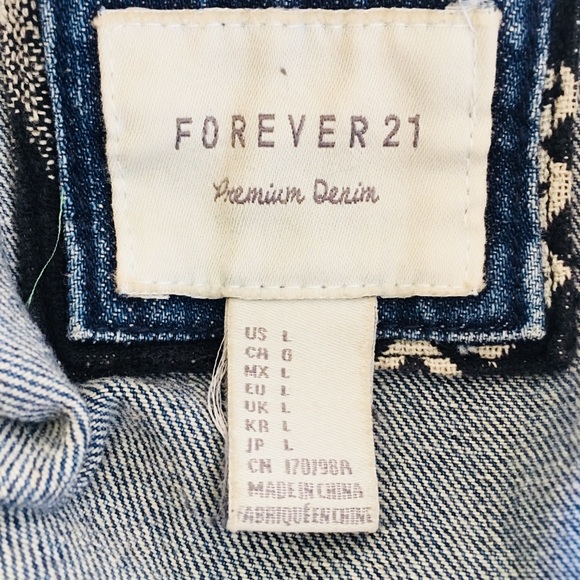 FOREVER 21
Premium Denim
US L
CA G
MX L
EU L
UK L
KR L
JP L
CN 170/98A
MADE IN CHINA
FABRIQUÉ EN CHINE